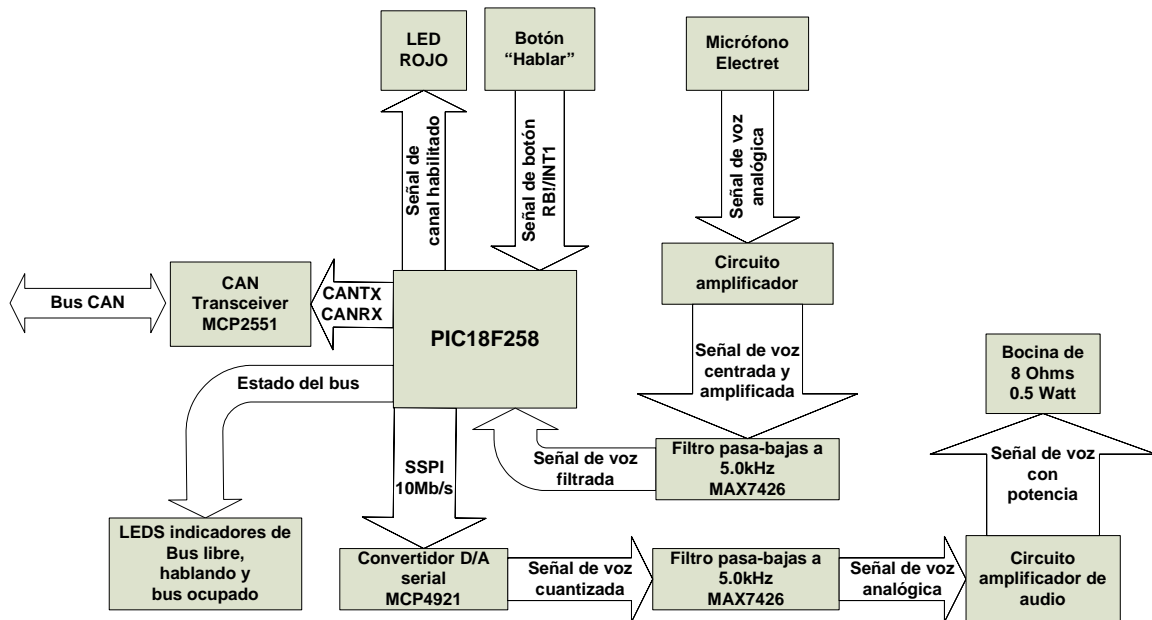 LED
ROJO
Botón
“Hablar”
Micrófono
Electret
Señal de
canal habilitado
Señal de botón
RB!/INT1
Señal de voz
analógica
Bus CAN
CAN
Transceiver
MCP2551
CANTX
CANRX
PIC18F258
Circuito
amplificador
Señal de voz
centrada y
amplificada
Bocina de
8 Ohms
0.5 Watt
Estado del bus
SSPI
10Mb/s
Señal de voz
filtrada
Filtro pasa-bajas a
5.0kHz
MAX7426
Señal de voz
con
potencia
LEDS indicadores de
Bus libre,
hablando y
bus ocupado
Convertidor D/A
serial
MCP4921
Señal de voz
cuantizada
Filtro pasa-bajas a
5.0kHz
MAX7426
Señal de voz
analógica
Circuito
amplificador de
audio